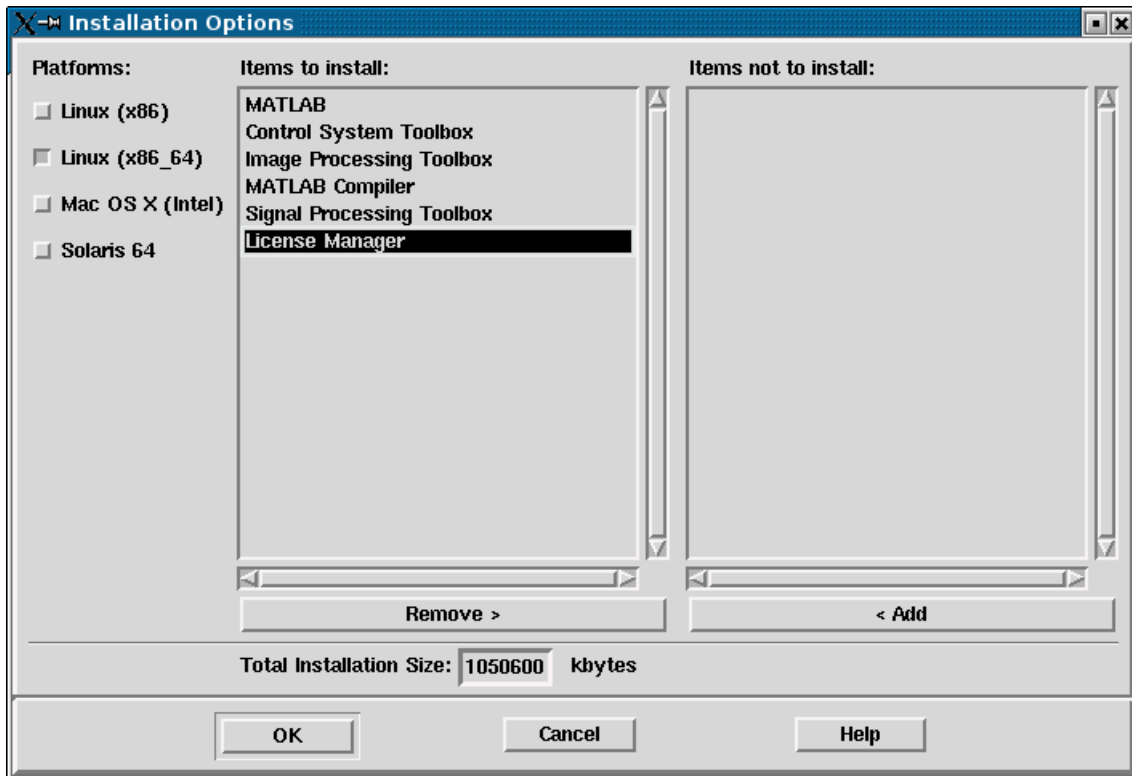 Installation Options
Platforms:
Linux (x86)
Linux (x86_64)
Mac OS X (Intel)
Solaris 64
Items to install:
MATLAB
Control System Toolbox
Image Processing Toolbox
MATLAB Compiler
Signal Processing Toolbox
License Manager
Remove >
Items not to install:
< Add
Total Installation Size: 1050600 kbytes
OK
Cancel
Help